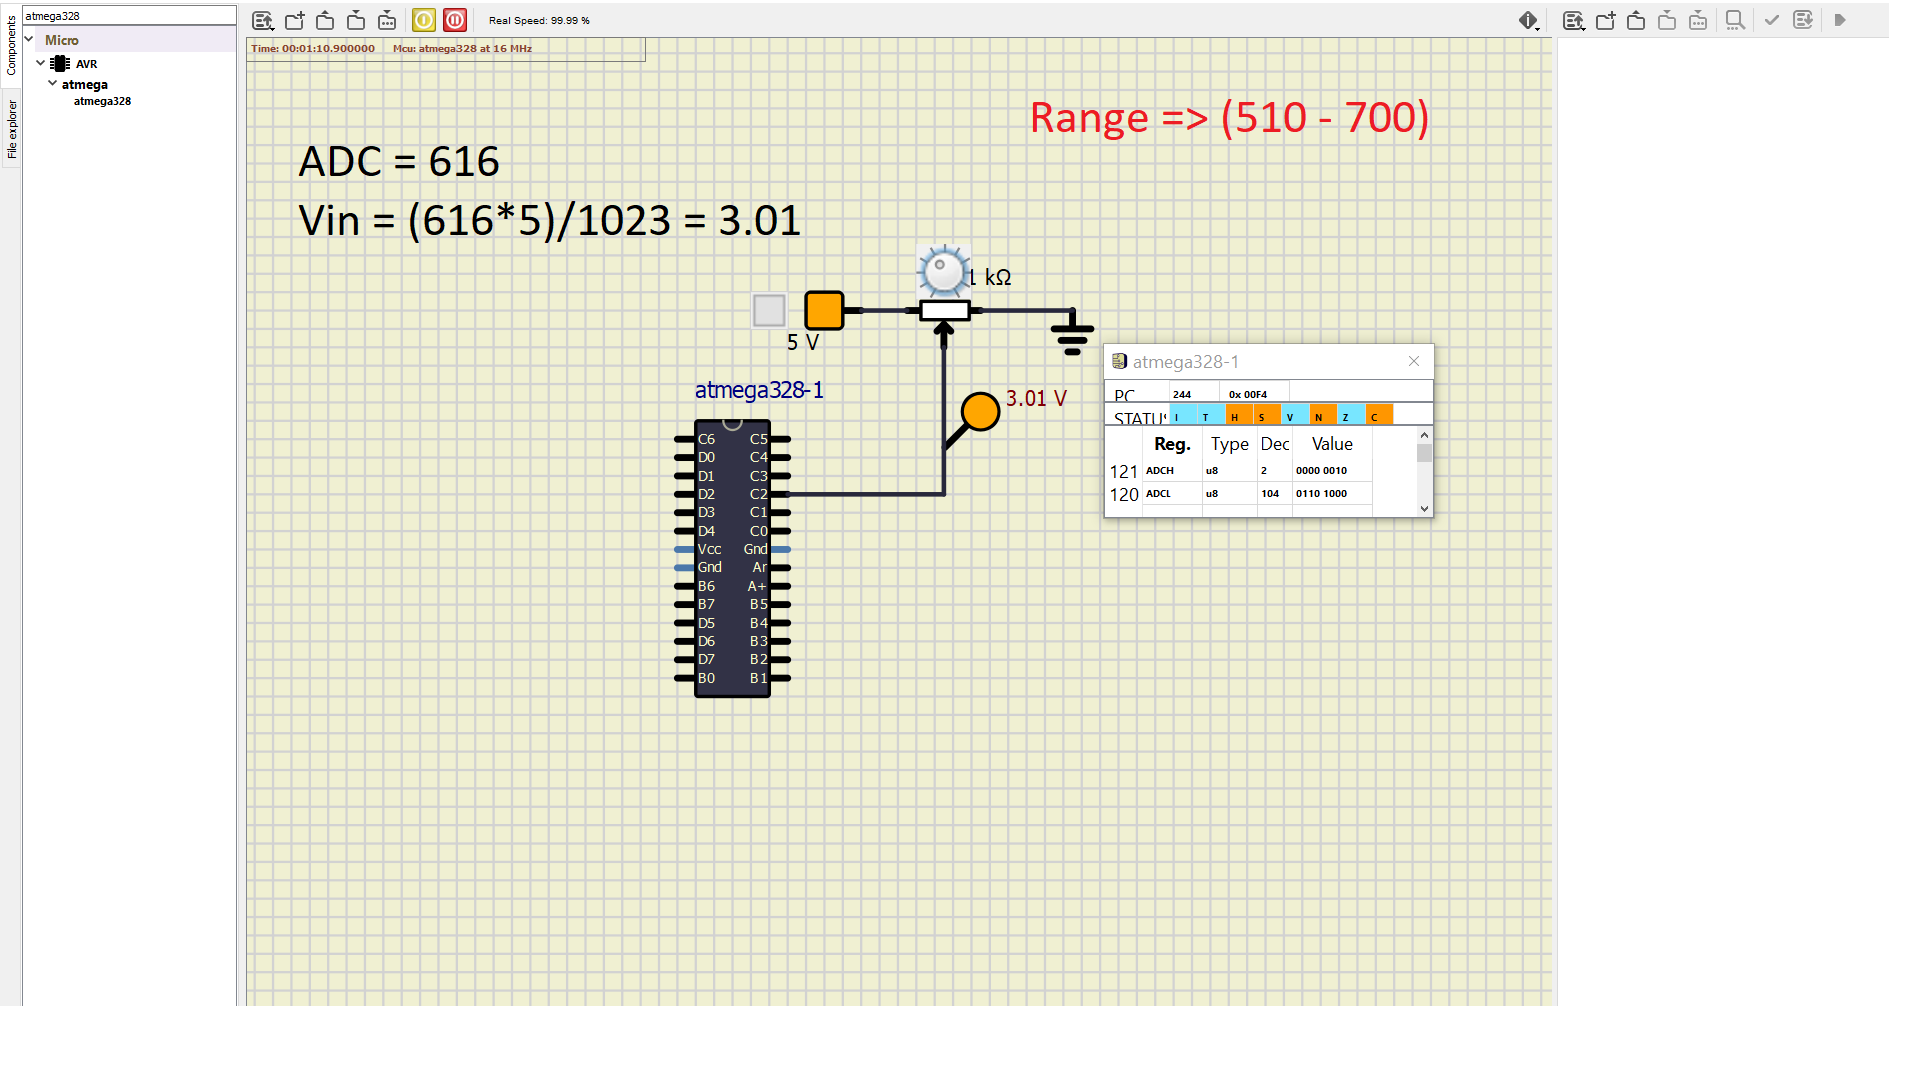 Components
File explorer
atmega328
Micro
AVR
atmega
atmega328
Real Speed: 99.99 %
Time: 00:01:10.900000 Mcu: atmega328 at 16 MHz
Range => (510 - 700)
ADC = 616
Vin = (616*5)/1023 = 3.01
1 kΩ
5 V
atmega328-1
3.01 V
C6 C5
D0 C4
D1 C3
D2 C2
D3 C1
D4 C0
Vcc Gnd
Gnd Ar
B6 A+
B7 B5
D5 B4
D6 B3
D7 B2
B0 B1
atmega328-1
PC 244 0x 00F4
STATUS I T H S V N Z C
Reg. Type Dec Value
121 ADCH u8 2 0000 0010
120 ADCL u8 104 0110 1000